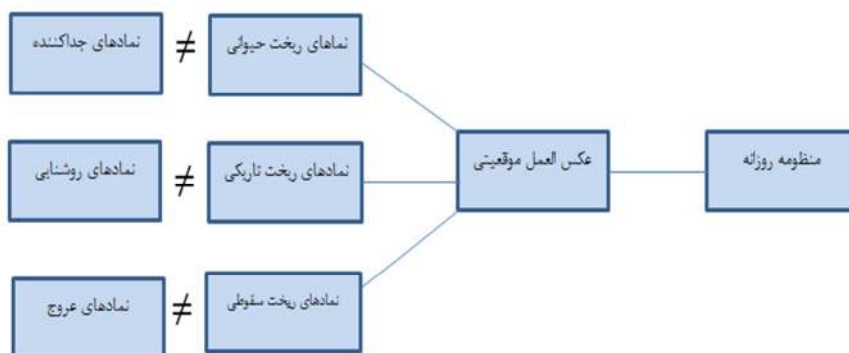 نماهای ریخت حیوانی ≠ نمادهای جداکننده
منظومه روزانه
عکس العمل موقعیتی
نمادهای ریخت تاریکی ≠ نمادهای روشنایی
نمادهای ریخت سقوطی ≠ نمادهای عروج